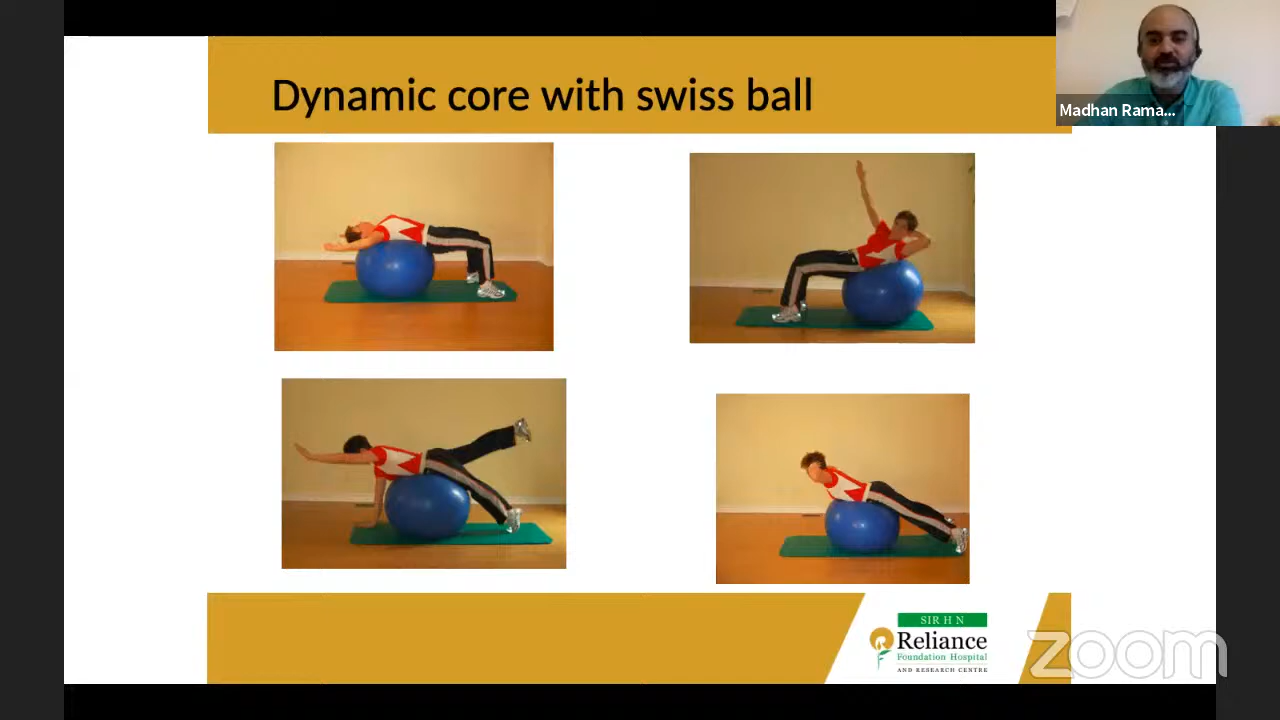 Dynamic core with swiss ball
Madhan Rama...
SIR H N
Reliance
Foundation Hospital
AND RESEARCH CENTRE
zoom